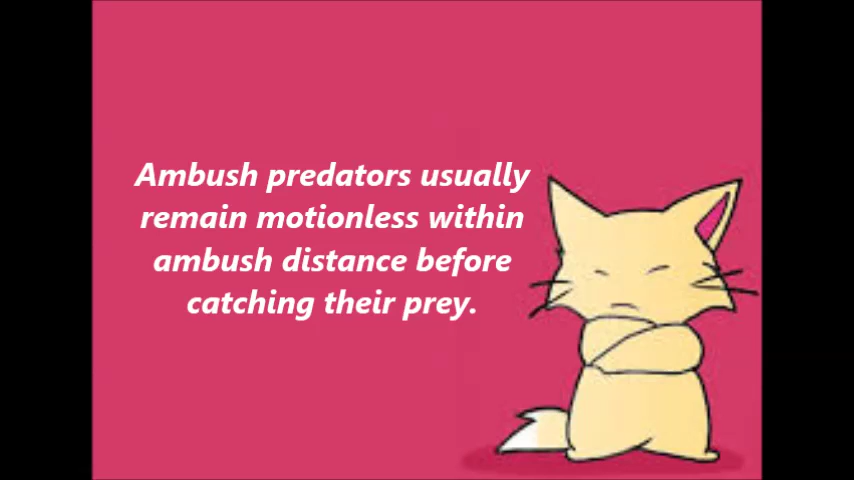 Ambush predators usually
remain motionless within
ambush distance before
catching their prey.